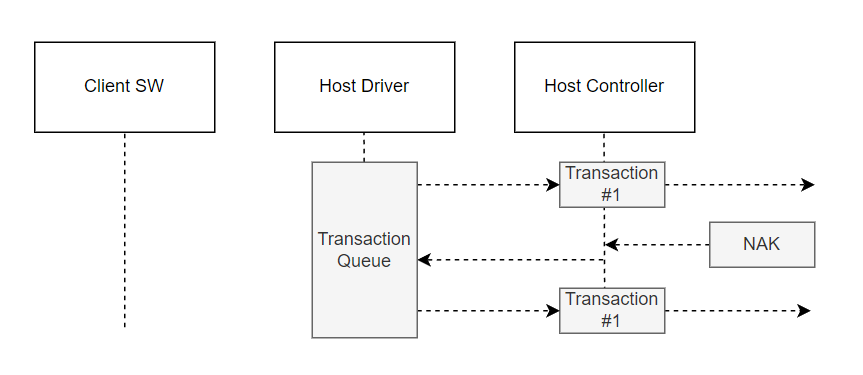 Client SW
Host Driver
Host Controller
Transaction
#1
Transaction
Queue
NAK
Transaction
#1